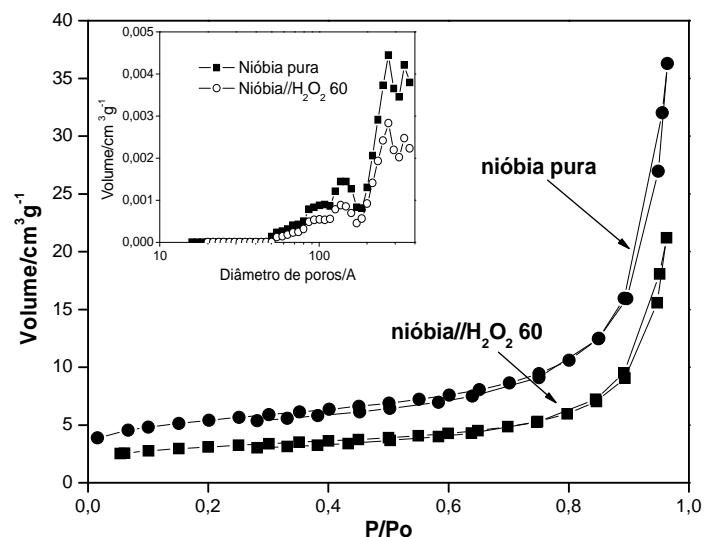 40
35
30
25
20
15
10
5
0
Volume/cm³g⁻¹
0,0
0,2
0,4
0,6
0,8
1,0
P/Po
0,005
0,004
0,003
0,002
0,001
0,000
Volume/cm³g⁻¹
10
100
Diâmetro de poros/A
Nióbia pura
Nióbia//H₂O₂ 60
nióbia pura
nióbia//H₂O₂ 60